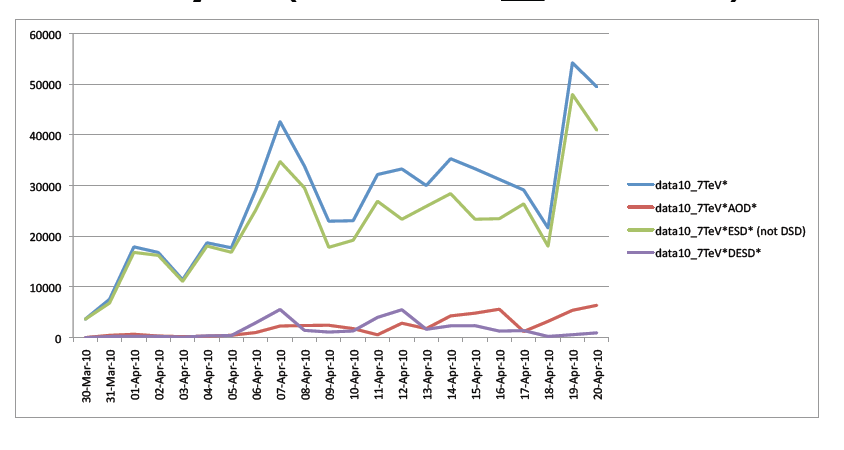 60000
50000
40000
30000
20000
10000
0
30-Mar-10
31-Mar-10
01-Apr-10
02-Apr-10
03-Apr-10
04-Apr-10
05-Apr-10
06-Apr-10
07-Apr-10
08-Apr-10
09-Apr-10
10-Apr-10
11-Apr-10
12-Apr-10
13-Apr-10
14-Apr-10
15-Apr-10
16-Apr-10
17-Apr-10
18-Apr-10
19-Apr-10
20-Apr-10
data10_7TeV*
data10_7TeV*AOD*
data10_7TeV*ESD* (not DSD)
data10_7TeV*DESD*